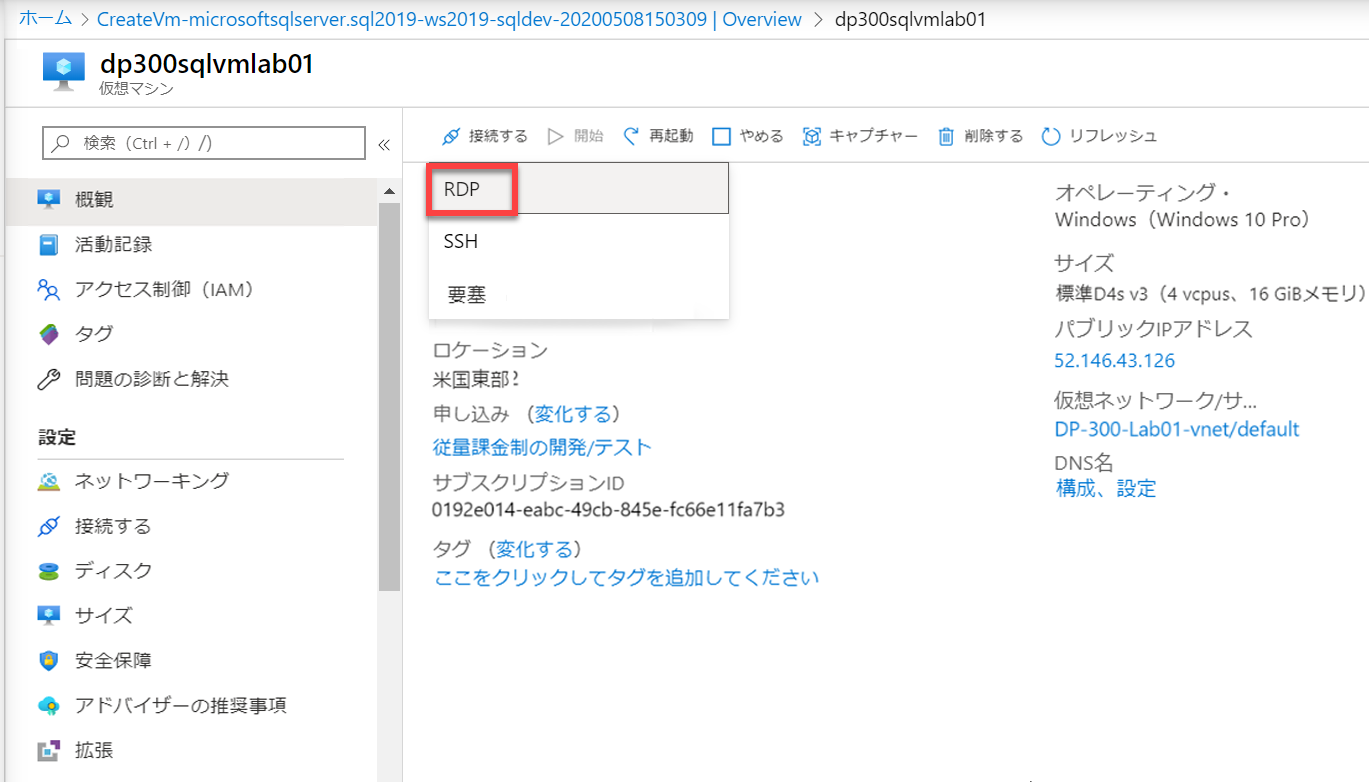 ホーム > CreateVm-microsoftsqlserver.sql2019-ws2019-sqldev-20200508150309 | Overview > dp300sqlvmlab01
dp300sqlvmlab01
仮想マシン
検索（Ctrl + /）/)
«
概観
活動記録
アクセス制御（IAM）
タグ
問題の診断と解決
設定
ネットワーキング
接続する
ディスク
サイズ
安全保障
アドバイザーの推奨事項
拡張
接続する 開始 再起動 やめる キャプチャー 削除する リフレッシュ
RDP
SSH
要塞
ロケーション
米国東部2
申し込み （変化する）
従量課金制の開発/テスト
サブスクリプションID
0192e014-eabc-49cb-845e-fc66e11fa7b3
タグ （変化する）
ここをクリックしてタグを追加してください
オペレーティング・
Windows（Windows 10 Pro）
サイズ
標準D4s v3（4 vcpus、16 GiBメモリ）
パブリックIPアドレス
52.146.43.126
仮想ネットワーク/サ...
DP-300-Lab01-vnet/default
DNS名
構成、設定